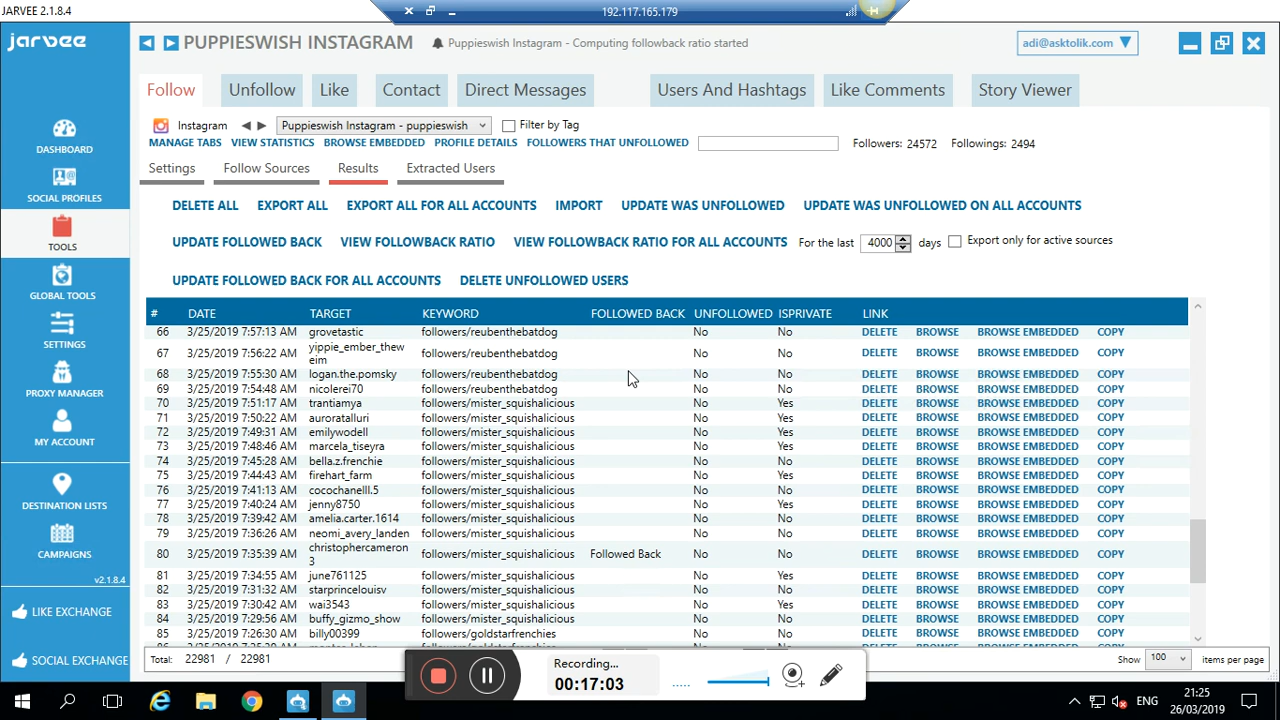 JARVEE 2.1.8.4
192.117.165.179
jarvee
PUPPIESWISH INSTAGRAM
Puppieswish Instagram - Computing followback ratio started
adi@asktolik.com
Follow Unfollow Like Contact Direct Messages Users And Hashtags Like Comments Story Viewer
Instagram Puppieswish Instagram - puppieswish Filter by Tag
MANAGE TABS VIEW STATISTICS BROWSE EMBEDDED PROFILE DETAILS FOLLOWERS THAT UNFOLLOWED Followers: 24572 Followings: 2494
Settings Follow Sources Results Extracted Users
DELETE ALL EXPORT ALL EXPORT ALL FOR ALL ACCOUNTS IMPORT UPDATE WAS UNFOLLOWED UPDATE WAS UNFOLLOWED ON ALL ACCOUNTS
UPDATE FOLLOWED BACK VIEW FOLLOWBACK RATIO VIEW FOLLOWBACK RATIO FOR ALL ACCOUNTS For the last 4000 days Export only for active sources
UPDATE FOLLOWED BACK FOR ALL ACCOUNTS DELETE UNFOLLOWED USERS
# DATE TARGET KEYWORD FOLLOWED BACK UNFOLLOWED ISPRIVATE LINK
66 3/25/2019 7:57:13 AM grovetastic followers/reubenthebatdog No No DELETE BROWSE BROWSE EMBEDDED COPY
67 3/25/2019 7:56:22 AM yippie_ember_thew followers/reubenthebatdog No No DELETE BROWSE BROWSE EMBEDDED COPY
eim
68 3/25/2019 7:55:30 AM logan.the.pomsky followers/reubenthebatdog No No DELETE BROWSE BROWSE EMBEDDED COPY
69 3/25/2019 7:54:48 AM nicolerei70 followers/reubenthebatdog No No DELETE BROWSE BROWSE EMBEDDED COPY
70 3/25/2019 7:51:17 AM trantiamya followers/mister_squishalicious No Yes DELETE BROWSE BROWSE EMBEDDED COPY
71 3/25/2019 7:50:22 AM auroratalluri followers/mister_squishalicious No Yes DELETE BROWSE BROWSE EMBEDDED COPY
72 3/25/2019 7:49:31 AM emilywodell followers/mister_squishalicious No Yes DELETE BROWSE BROWSE EMBEDDED COPY
73 3/25/2019 7:48:46 AM marcela_tiseyra followers/mister_squishalicious No Yes DELETE BROWSE BROWSE EMBEDDED COPY
74 3/25/2019 7:45:28 AM bella.z.frenchie followers/mister_squishalicious No No DELETE BROWSE BROWSE EMBEDDED COPY
75 3/25/2019 7:44:43 AM firehart_farm followers/mister_squishalicious No Yes DELETE BROWSE BROWSE EMBEDDED COPY
76 3/25/2019 7:41:13 AM cocochanelll.5 followers/mister_squishalicious No No DELETE BROWSE BROWSE EMBEDDED COPY
77 3/25/2019 7:40:24 AM jenny8750 followers/mister_squishalicious No Yes DELETE BROWSE BROWSE EMBEDDED COPY
78 3/25/2019 7:39:42 AM amelia.carter.1614 followers/mister_squishalicious No No DELETE BROWSE BROWSE EMBEDDED COPY
79 3/25/2019 7:36:26 AM neomi_avery_landen followers/mister_squishalicious No No DELETE BROWSE BROWSE EMBEDDED COPY
80 3/25/2019 7:35:39 AM christophercameron followers/mister_squishalicious Followed Back No No DELETE BROWSE BROWSE EMBEDDED COPY
3
81 3/25/2019 7:34:55 AM june761125 followers/mister_squishalicious No Yes DELETE BROWSE BROWSE EMBEDDED COPY
82 3/25/2019 7:31:32 AM starprincelouisv followers/mister_squishalicious No No DELETE BROWSE BROWSE EMBEDDED COPY
83 3/25/2019 7:30:42 AM wai3543 followers/mister_squishalicious No Yes DELETE BROWSE BROWSE EMBEDDED COPY
84 3/25/2019 7:29:56 AM buffy_gizmo_show followers/mister_squishalicious No No DELETE BROWSE BROWSE EMBEDDED COPY
85 3/25/2019 7:26:30 AM billy00399 followers/goldstarfrenchies No No DELETE BROWSE BROWSE EMBEDDED COPY
Total: 22981 / 22981
Show 100 items per page
DASHBOARD
SOCIAL PROFILES
TOOLS
GLOBAL TOOLS
SETTINGS
PROXY MANAGER
MY ACCOUNT
DESTINATION LISTS
CAMPAIGNS
v2.1.8.4
LIKE EXCHANGE
SOCIAL EXCHANGE
Recording...
00:17:03
ENG
21:25
26/03/2019